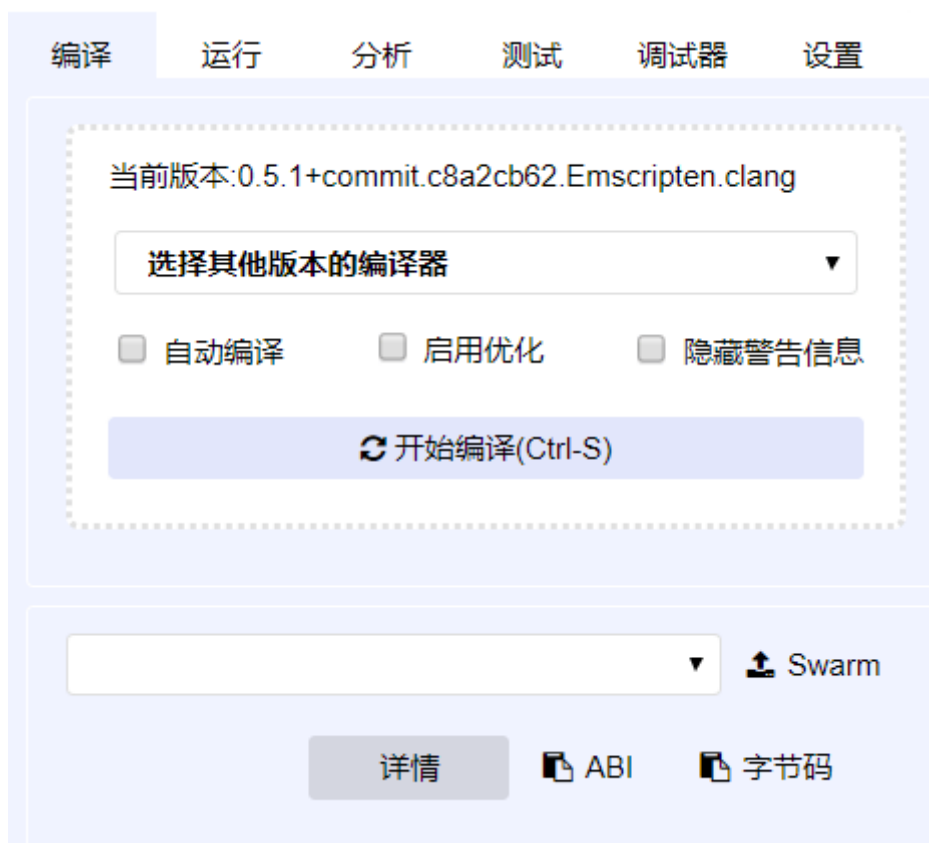 编译 运行 分析 测试 调试器 设置
当前版本:0.5.1+commit.c8a2cb62.Emscripten.clang
选择其他版本的编译器
自动编译 启用优化 隐藏警告信息
开始编译(Ctrl-S)
Swarm
详情 ABI 字节码